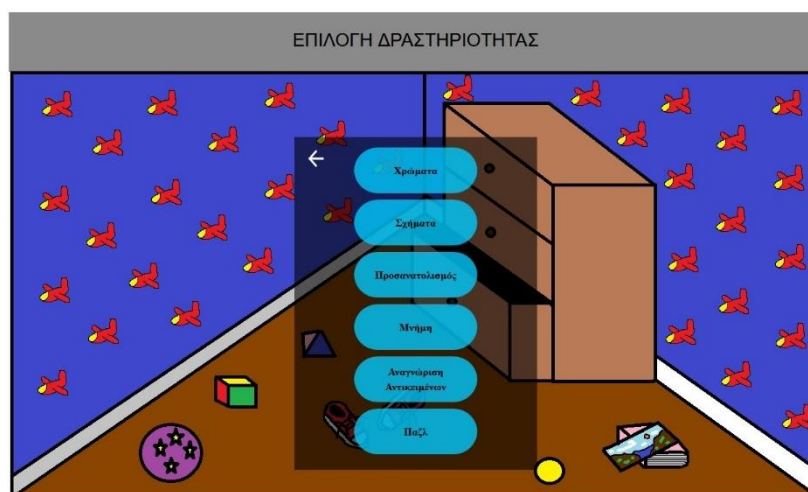 ΕΠΙΛΟΓΗ ΔΡΑΣΤΗΡΙΟΤΗΤΑΣ
Χρώματα
Σχήματα
Προσανατολισμός
Μνήμη
Αναγνώριση
Αντικειμένων
Παζλ